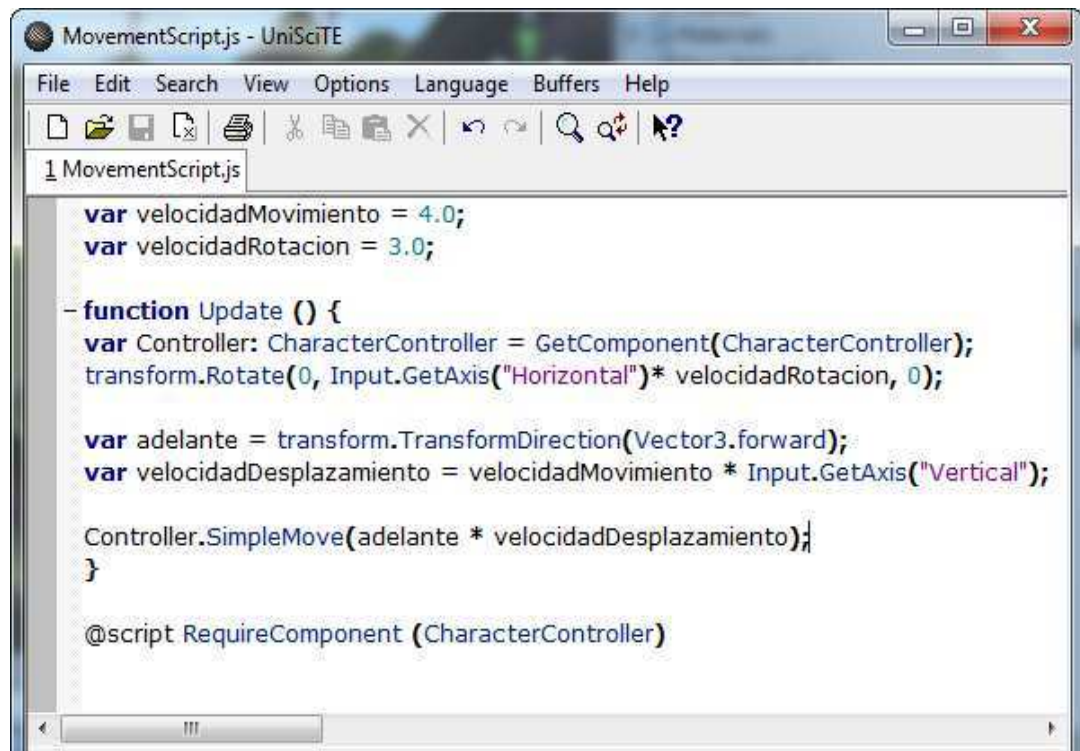 MovementScript.js - UniSciTE
File Edit Search View Options Language Buffers Help
1 MovementScript.js
var velocidadMovimiento = 4.0;
var velocidadRotacion = 3.0;
function Update () {
var Controller: CharacterController = GetComponent(CharacterController);
transform.Rotate(0, Input.GetAxis("Horizontal")* velocidadRotacion, 0);
var adelante = transform.TransformDirection(Vector3.forward);
var velocidadDesplazamiento = velocidadMovimiento * Input.GetAxis("Vertical");
Controller.SimpleMove(adelante * velocidadDesplazamiento);
}
@script RequireComponent (CharacterController)